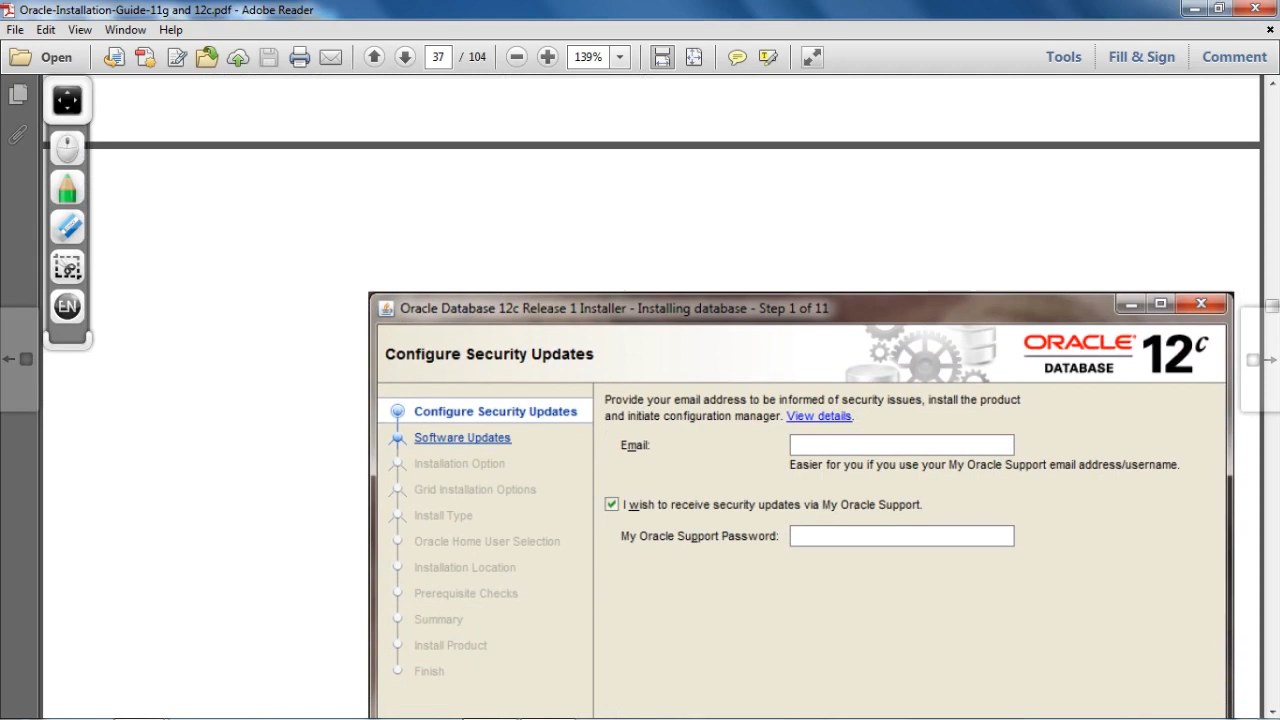 Oracle-Installation-Guide-11g and 12c.pdf - Adobe Reader
File Edit View Window Help
Open 37 / 104 139% Tools Fill & Sign Comment
EN
Oracle Database 12c Release 1 Installer - Installing database - Step 1 of 11
Configure Security Updates
ORACLE
DATABASE
12c
Configure Security Updates
Software Updates
Installation Option
Grid Installation Options
Install Type
Oracle Home User Selection
Installation Location
Prerequisite Checks
Summary
Install Product
Finish
Provide your email address to be informed of security issues, install the product
and initiate configuration manager. View details.
Email:
Easier for you if you use your My Oracle Support email address/username.
I wish to receive security updates via My Oracle Support.
My Oracle Support Password: